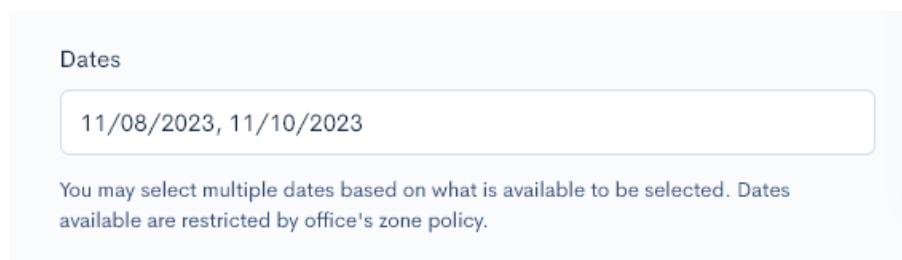 Dates
11/08/2023, 11/10/2023
You may select multiple dates based on what is available to be selected. Dates
available are restricted by office's zone policy.